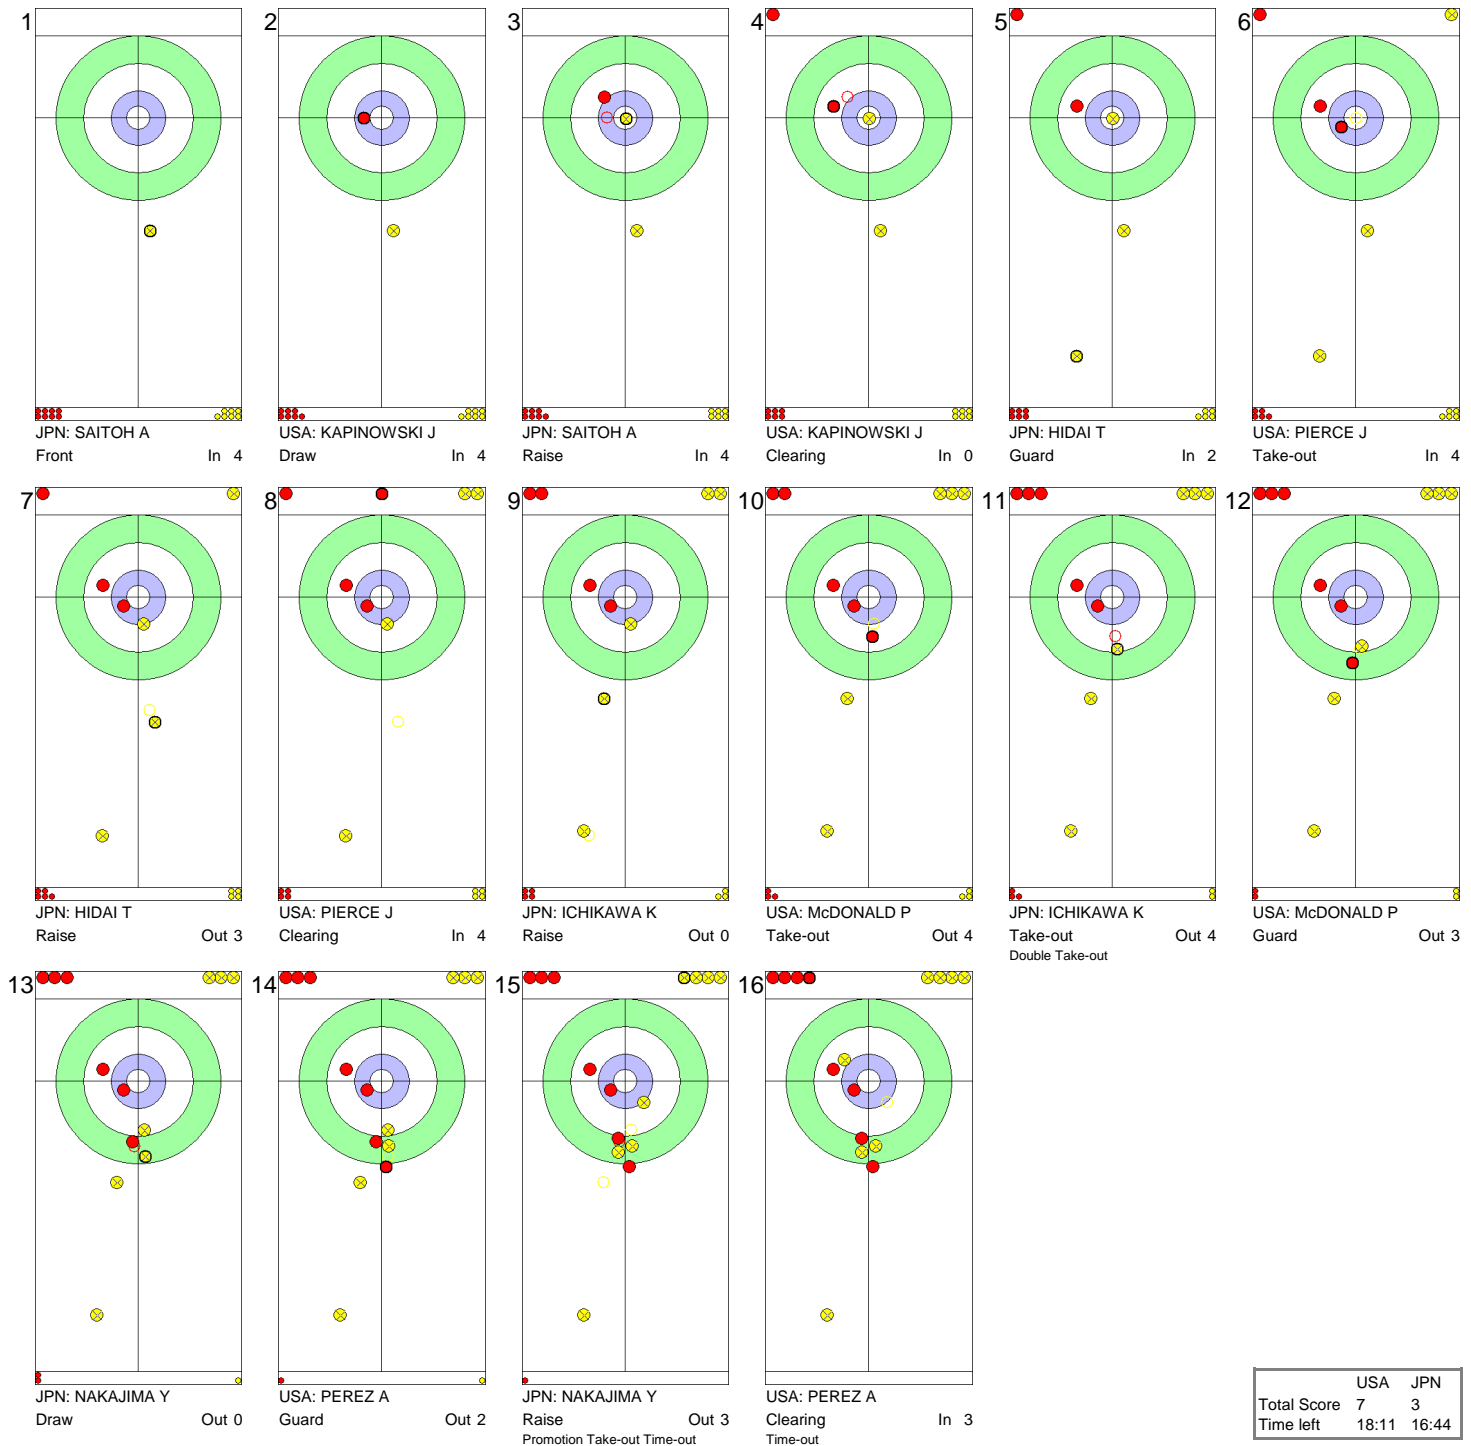 1
JPN: SAITOH A
Front In 4
2
USA: KAPINOWSKI J
Draw In 4
3
JPN: SAITOH A
Raise In 4
4
USA: KAPINOWSKI J
Clearing In 0
5
JPN: HIDAI T
Guard In 2
6
USA: PIERCE J
Take-out In 4
7
JPN: HIDAI T
Raise Out 3
8
USA: PIERCE J
Clearing In 4
9
JPN: ICHIKAWA K
Raise Out 0
10
USA: McDONALD P
Take-out Out 4
11
JPN: ICHIKAWA K
Take-out Out 4
Double Take-out
12
USA: McDONALD P
Guard Out 3
13
JPN: NAKAJIMA Y
Draw Out 0
14
USA: PEREZ A
Guard Out 2
15
JPN: NAKAJIMA Y
Raise Out 3
Promotion Take-out Time-out
16
USA: PEREZ A
Clearing In 3
Time-out
USA JPN
Total Score 7 3
Time left 18:11 16:44